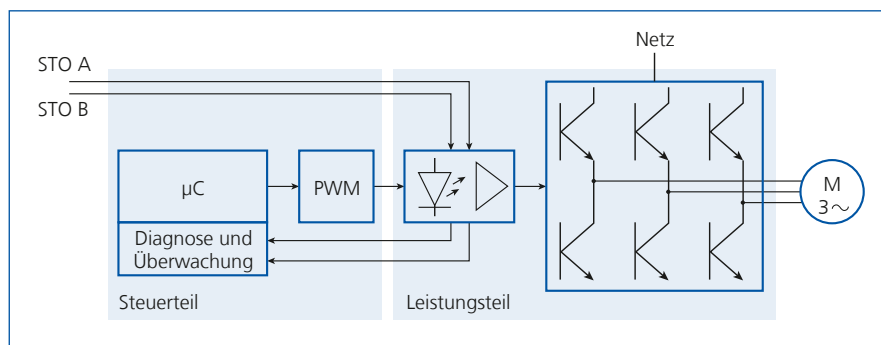 Netz
STO A
STO B
µC
PWM
M
3~
Diagnose und
Überwachung
Steuerteil
Leistungsteil